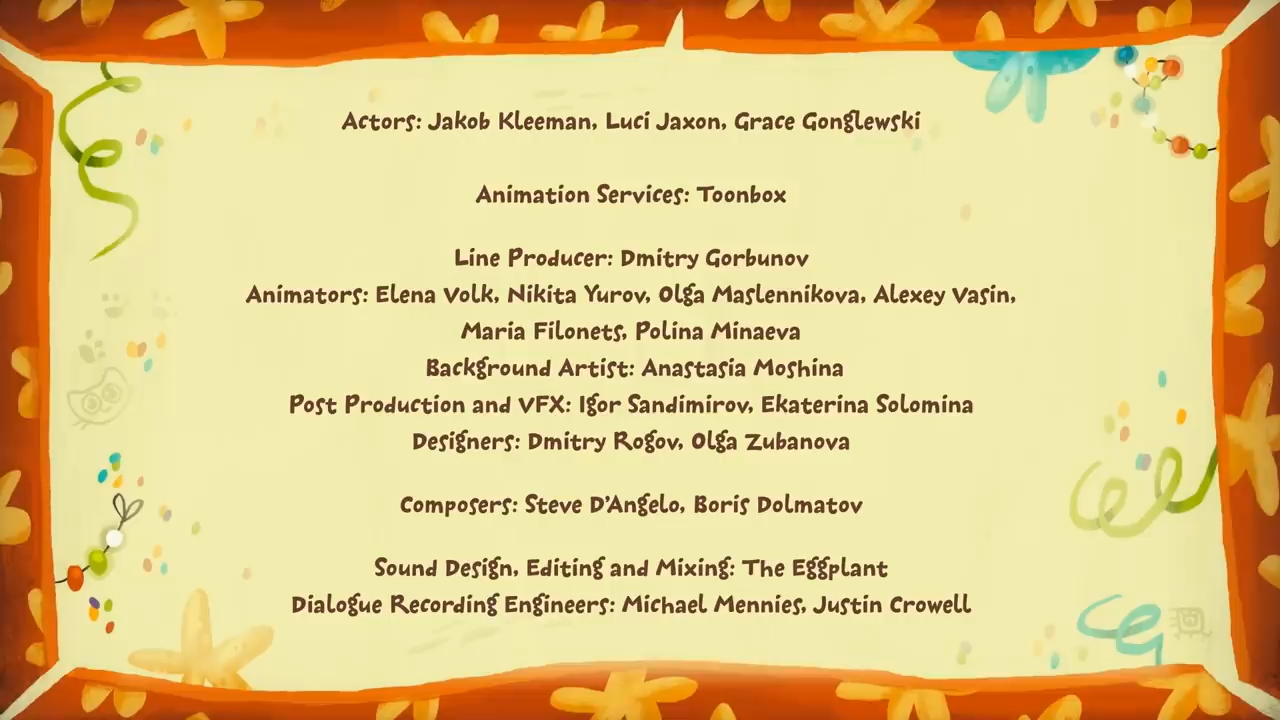 Actors: Jakob Kleeman, Luci Jaxon, Grace Gonglewski
Animation Services: Toonbox
Line Producer: Dmitry Gorbunov
Animators: Elena Volk, Nikita Yurov, Olga Maslennikova, Alexey Vasin,
Maria Filonets, Polina Minaeva
Background Artist: Anastasia Moshina
Post Production and VFX: Igor Sandimirov, Ekaterina Solomina
Designers: Dmitry Rogov, Olga Zubanova
Composers: Steve D'Angelo, Boris Dolmatov
Sound Design, Editing and Mixing: The Eggplant
Dialogue Recording Engineers: Michael Mennies, Justin Crowell